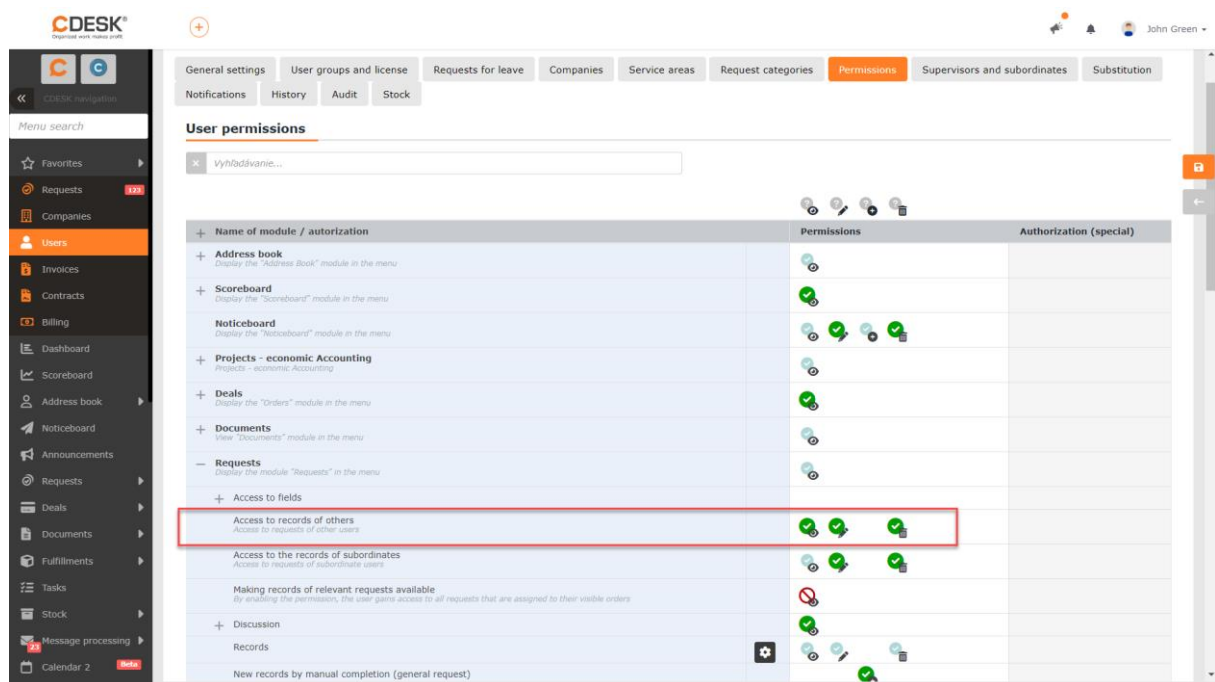 CDESK®
Organised work makes profit
John Green
CDESK navigation
Menu search
Favorites
Requests 123
Companies
Users
Invoices
Contracts
Billing
Dashboard
Scoreboard
Address book
Noticeboard
Announcements
Requests
Deals
Documents
Fulfillments
Tasks
Stock
Message processing 23
Calendar 2 Beta
General settings User groups and license Requests for leave Companies Service areas Request categories Permissions Supervisors and subordinates Substitution
Notifications History Audit Stock
User permissions
Vyhľadávanie...
Name of module / autorization Permissions Authorization (special)
Address book
Display the "Address Book" module in the menu
Scoreboard
Display the "Scoreboard" module in the menu
Noticeboard
Display the "Noticeboard" module in the menu
Projects - economic Accounting
Projects - economic Accounting
Deals
Display the "Orders" module in the menu
Documents
View "Documents" module in the menu
Requests
Display the module "Requests" in the menu
Access to fields
Access to records of others
Access to requests of other users
Access to the records of subordinates
Access to requests of subordinate users
Making records of relevant requests available
By enabling the permission, the user gains access to all requests that are assigned to their visible orders
Discussion
Records
New records by manual completion (general request)